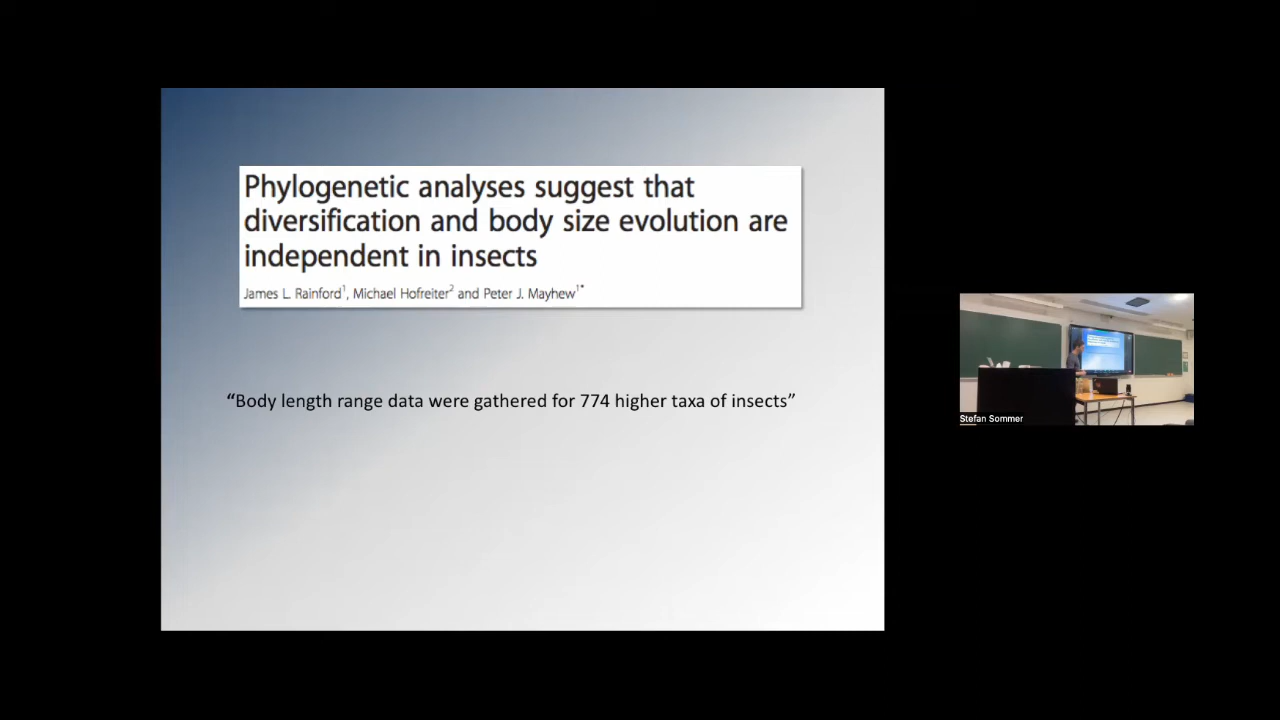 Phylogenetic analyses suggest that
diversification and body size evolution are
independent in insects
James L. Rainford1, Michael Hofreiter2 and Peter J. Mayhew1*
“Body length range data were gathered for 774 higher taxa of insects”
Stefan Sommer